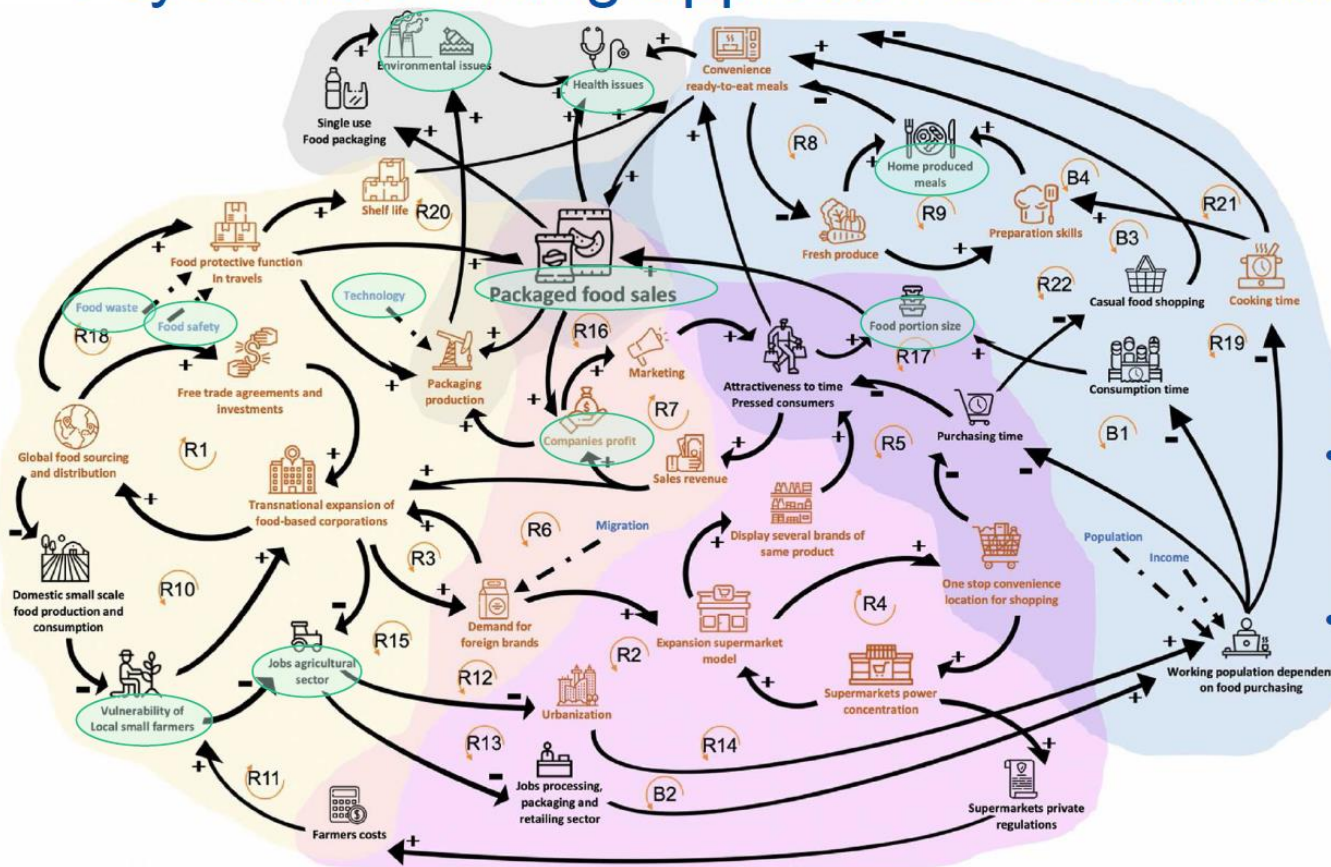 Environmental issues
Health issues
Convenience
ready-to-eat meals
Single use
Food packaging
Home produced
meals
Shelf life
Preparation skills
Fresh produce
Food protective function
In travels
Food waste
Food safety
Technology
Packaged food sales
Food portion size
Casual food shopping
Cooking time
Free trade agreements and
investments
Packaging
production
Marketing
Attractiveness to time
Pressed consumers
Consumption time
Purchasing time
Global food sourcing
and distribution
Companies profit
Sales revenue
Transnational expansion of
food-based corporations
Display several brands of
same product
Migration
Population
Income
One stop convenience
location for shopping
Domestic small scale
food production and
consumption
Demand for
foreign brands
Expansion supermarket
model
Jobs agricultural
sector
Working population dependen
on food purchasing
Supermarkets power
concentration
Vulnerability of
Local small farmers
Urbanization
Jobs processing,
packaging and
retailing sector
Supermarkets private
regulations
Farmers costs
R8
B4
R9
R20
R21
B3
R22
R18
R16
R17
R19
R7
R1
R5
B1
R6
R3
R10
R4
R15
R2
R12
R13
R14
R11
B2